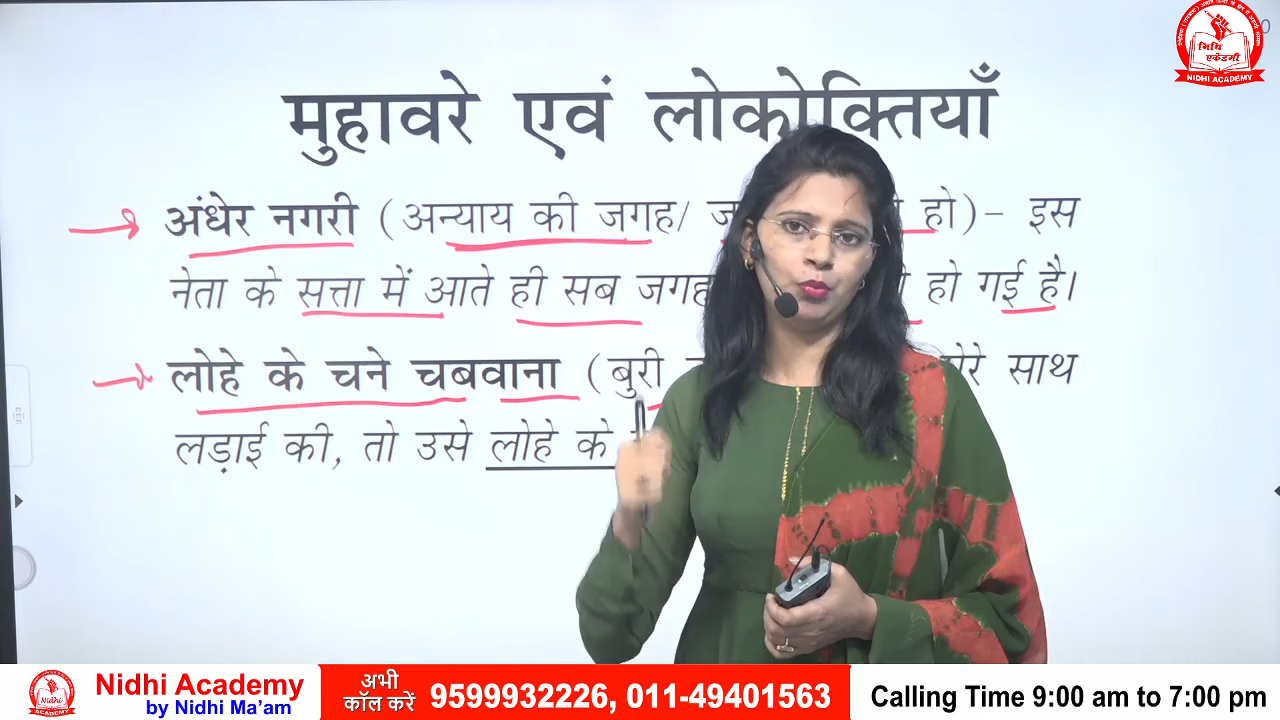 मुहावरे एवं लोकोक्तियाँ
अंधेर नगरी (अन्याय की जगह/ हो)– इस
नेता के सत्ता में आते ही सब जगह हो गई है।
लोहे के चने चबवाना (बुरी साथ
लड़ाई की, तो उसे लोहे के
निधि
एकेडमी
NIDHI ACADEMY
Nidhi
ACADEMY
Nidhi Academy
by Nidhi Ma’am
अभी
कॉल करें
9599932226, 011-49401563
Calling Time 9:00 am to 7:00 pm